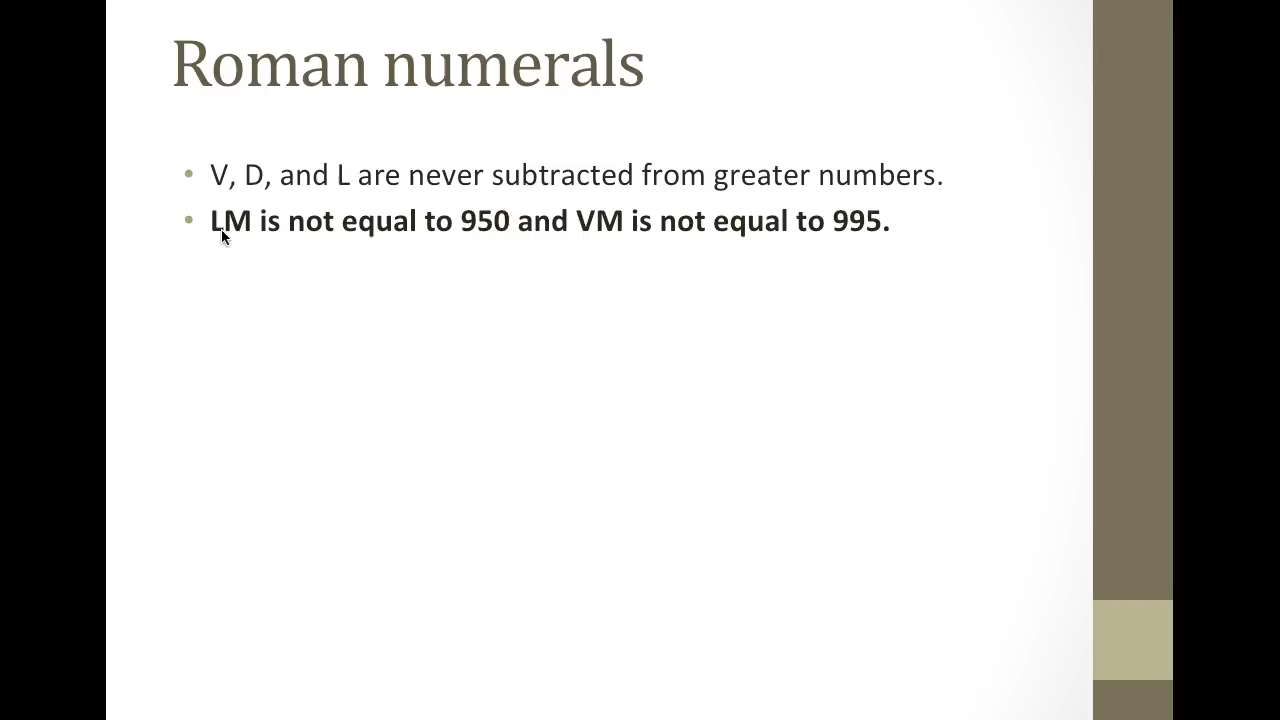 Roman numerals
• V, D, and L are never subtracted from greater numbers.
• LM is not equal to 950 and VM is not equal to 995.